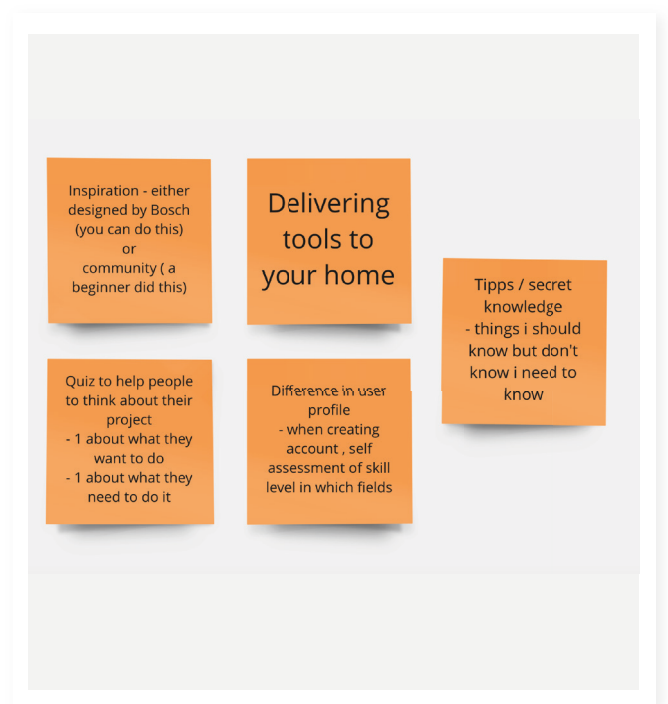 Inspiration - either
designed by Bosch
(you can do this)
or
community ( a
beginner did this)
Delivering
tools to
your home
Tipps / secret
knowledge
- things i should
know but don't
know i need to
know
Quiz to help people
to think about their
project
- 1 about what they
want to do
- 1 about what they
need to do it
Difference in user
profile
- when creating
account , self
assessment of skill
level in which fields